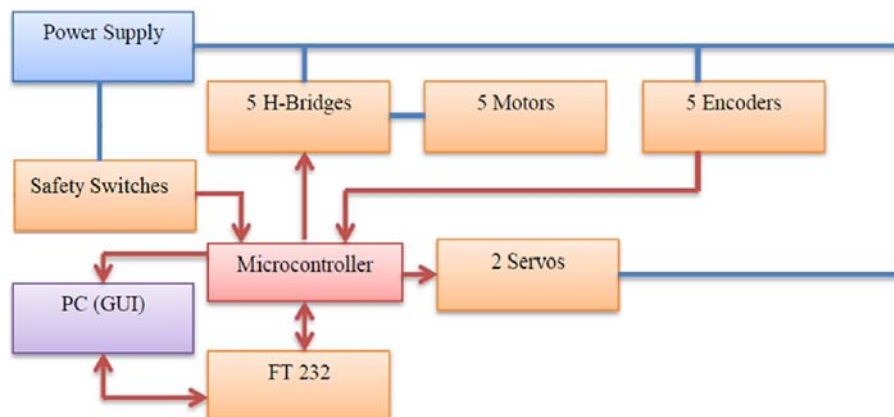 Power Supply
5 H-Bridges
5 Motors
5 Encoders
Safety Switches
Microcontroller
2 Servos
PC (GUI)
FT 232